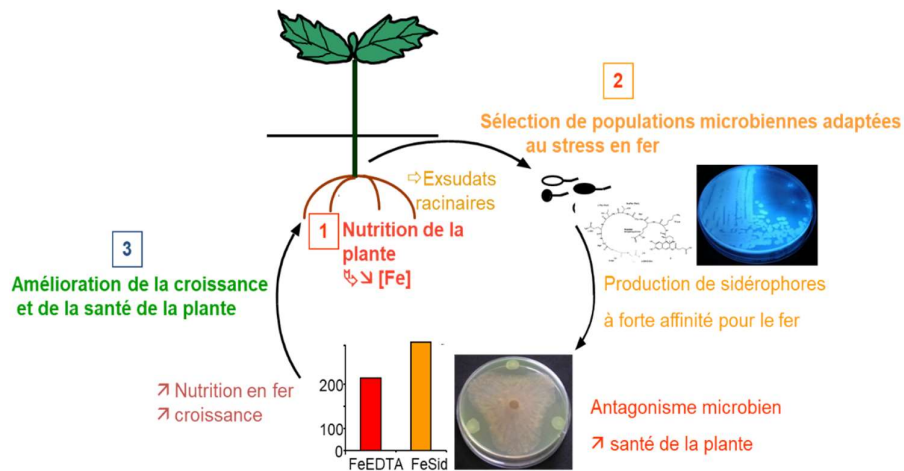 2
Sélection de populations microbiennes adaptées
au stress en fer
⇨Exsudats
racinaires
1
Nutrition de la
plante
↘ [Fe]
3
Amélioration de la croissance
et de la santé de la plante
Production de sidérophores
à forte affinité pour le fer
↗ Nutrition en fer
↗ croissance
200
100
0
FeEDTA FeSid
Antagonisme microbien
↗ santé de la plante